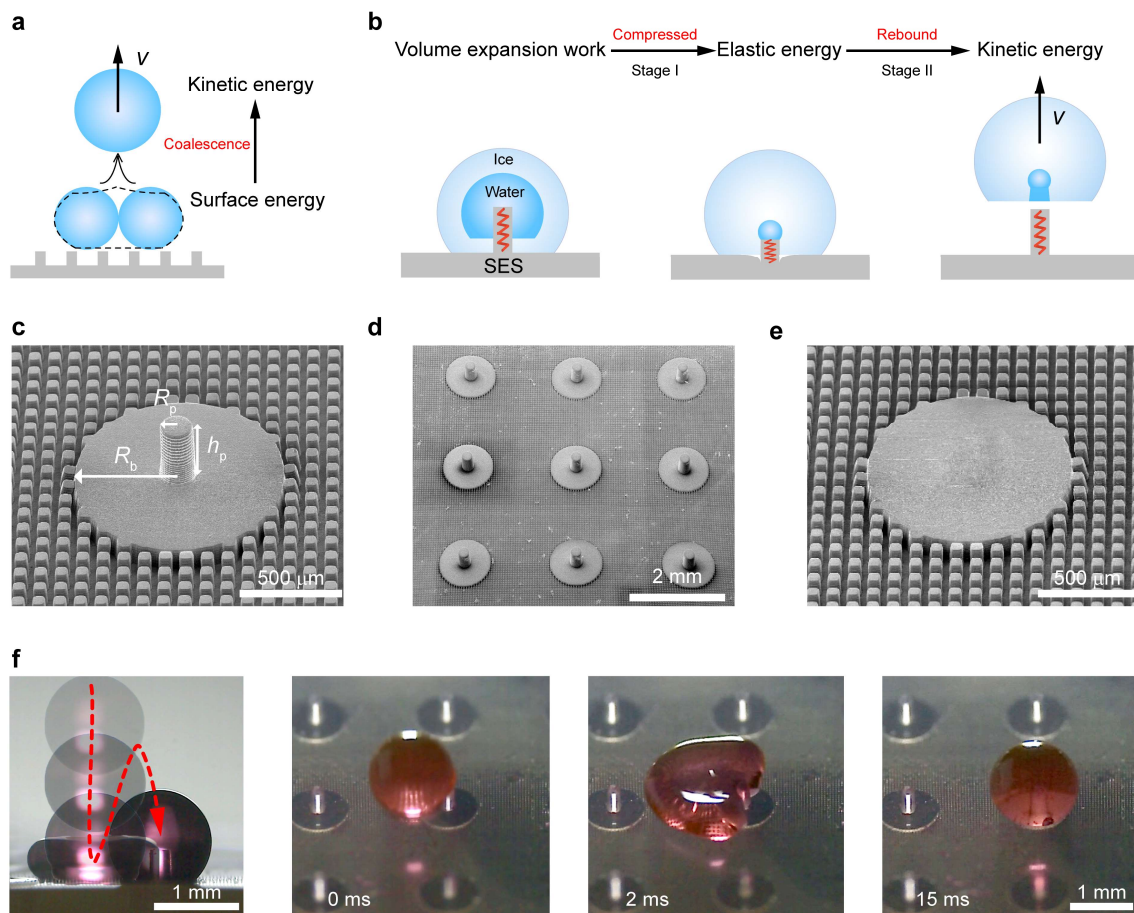 a
v
Kinetic energy
Coalescence
Surface energy
b
Volume expansion work
Compressed
Stage I
Elastic energy
Rebound
Stage II
Kinetic energy
v
Ice
Water
SES
c
Rp
hp
Rb
500 μm
d
2 mm
e
500 μm
f
1 mm
0 ms
2 ms
15 ms
1 mm